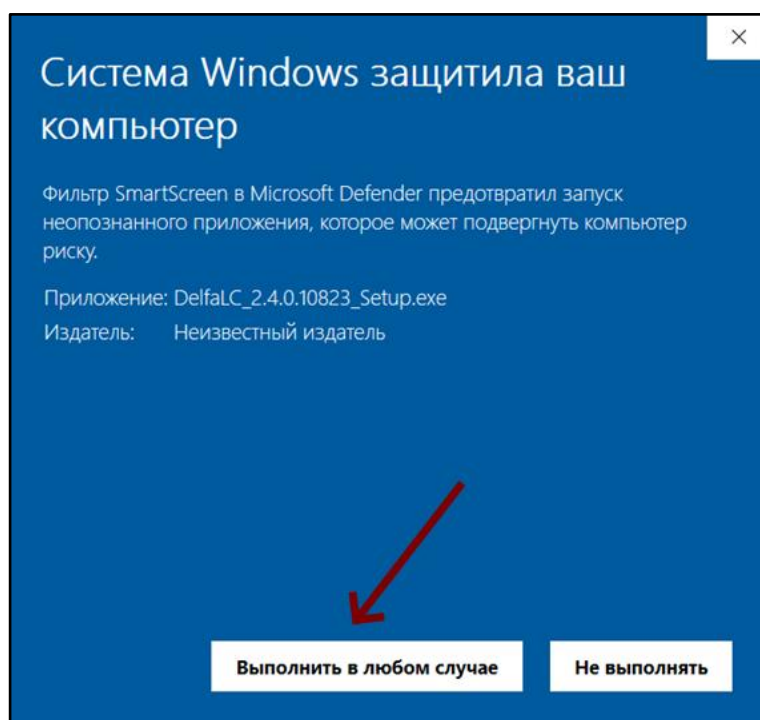 Система Windows защитила ваш
компьютер
Фильтр SmartScreen в Microsoft Defender предотвратил запуск
неопознанного приложения, которое может подвергнуть компьютер
риску.
Приложение: DelfaLC_2.4.0.10823_Setup.exe
Издатель: Неизвестный издатель
Выполнить в любом случае Не выполнять